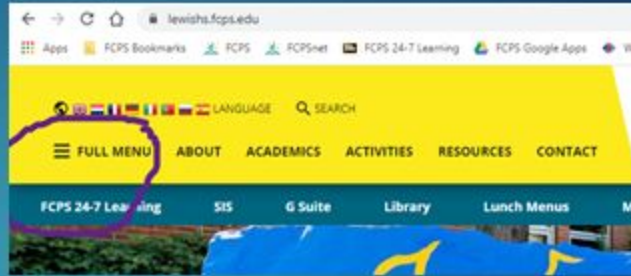 lewishs.fcps.edu
Apps FCPS Bookmarks FCPS FCPSnet FCPS 24-7 Learning FCPS Google Apps
LANGUAGE SEARCH
FULL MENU ABOUT ACADEMICS ACTIVITIES RESOURCES CONTACT
FCPS 24-7 Learning SIS G Suite Library Lunch Menus M